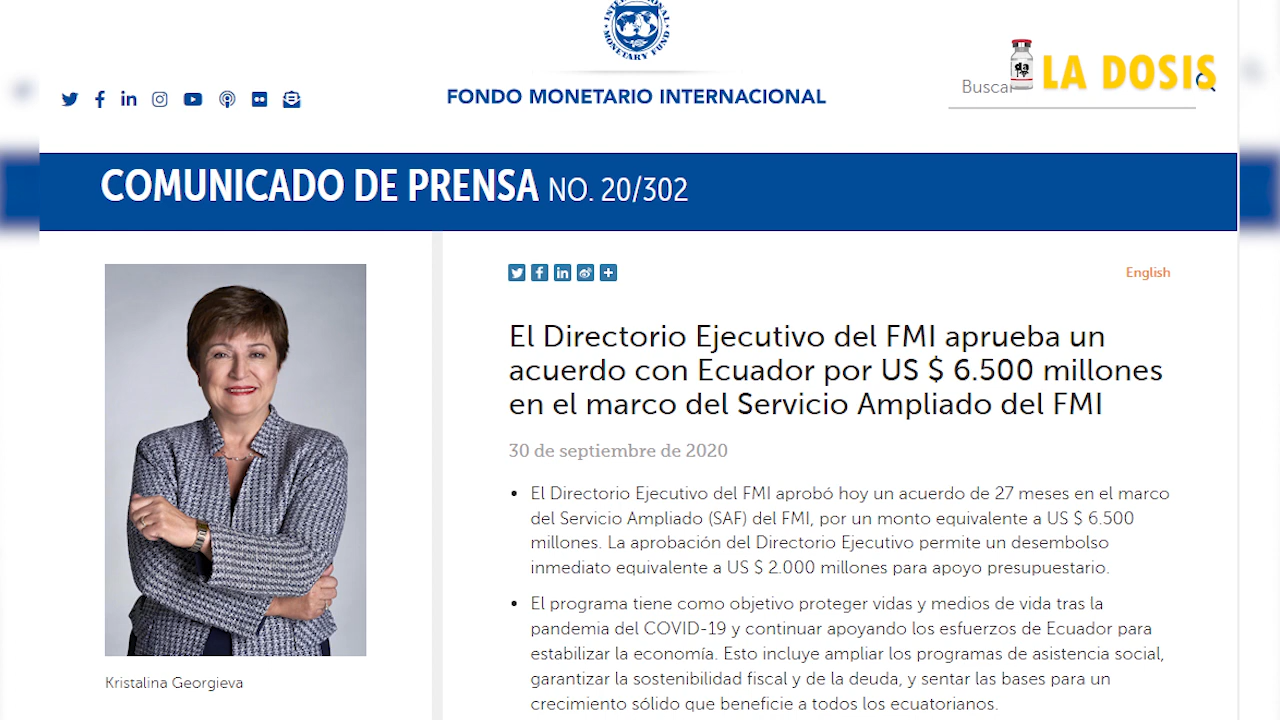 INTERNATIONAL MONETARY FUND
LA DOSIS
Buscar
FONDO MONETARIO INTERNACIONAL
COMUNICADO DE PRENSA NO. 20/302
English
El Directorio Ejecutivo del FMI aprueba un
acuerdo con Ecuador por US $ 6.500 millones
en el marco del Servicio Ampliado del FMI
30 de septiembre de 2020
• El Directorio Ejecutivo del FMI aprobó hoy un acuerdo de 27 meses en el marco
del Servicio Ampliado (SAF) del FMI, por un monto equivalente a US $ 6.500
millones. La aprobación del Directorio Ejecutivo permite un desembolso
inmediato equivalente a US $ 2.000 millones para apoyo presupuestario.
• El programa tiene como objetivo proteger vidas y medios de vida tras la
pandemia del COVID-19 y continuar apoyando los esfuerzos de Ecuador para
estabilizar la economía. Esto incluye ampliar los programas de asistencia social,
garantizar la sostenibilidad fiscal y de la deuda, y sentar las bases para un
crecimiento sólido que beneficie a todos los ecuatorianos.
Kristalina Georgieva